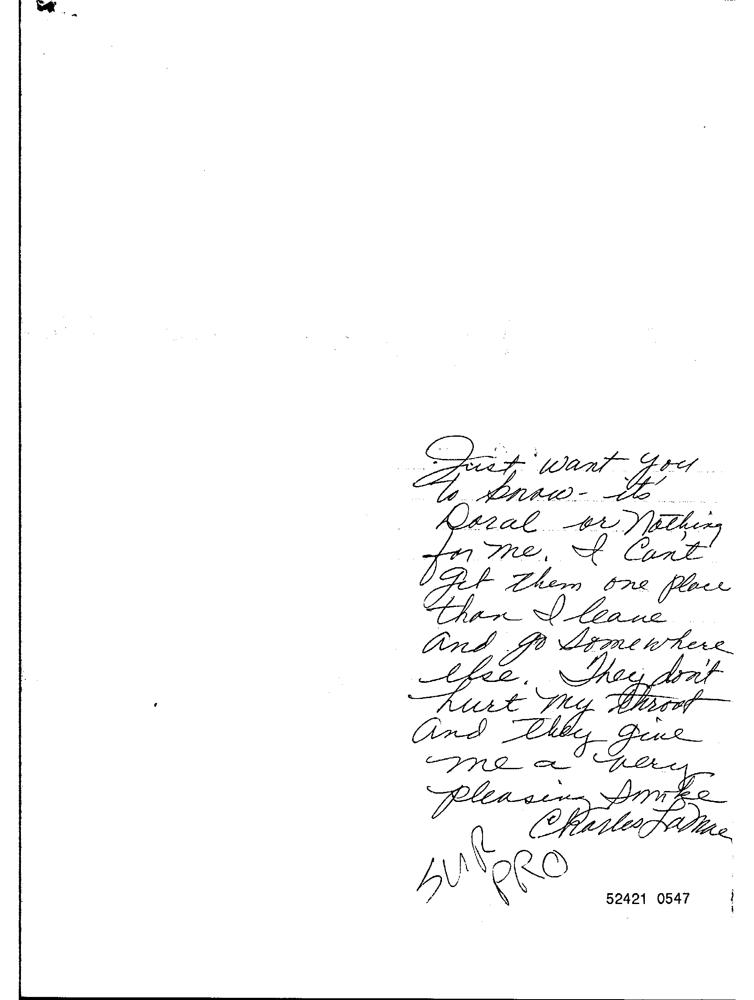 Just want you
to know - its
Doral or Nothing
for me. I Can't
Get them one place
than I leave
and go somewhere
else. They don't
hurt my throat
and they give
me a very
pleasing smoke
Charles LaMae
SUR
PRO
52421 0547